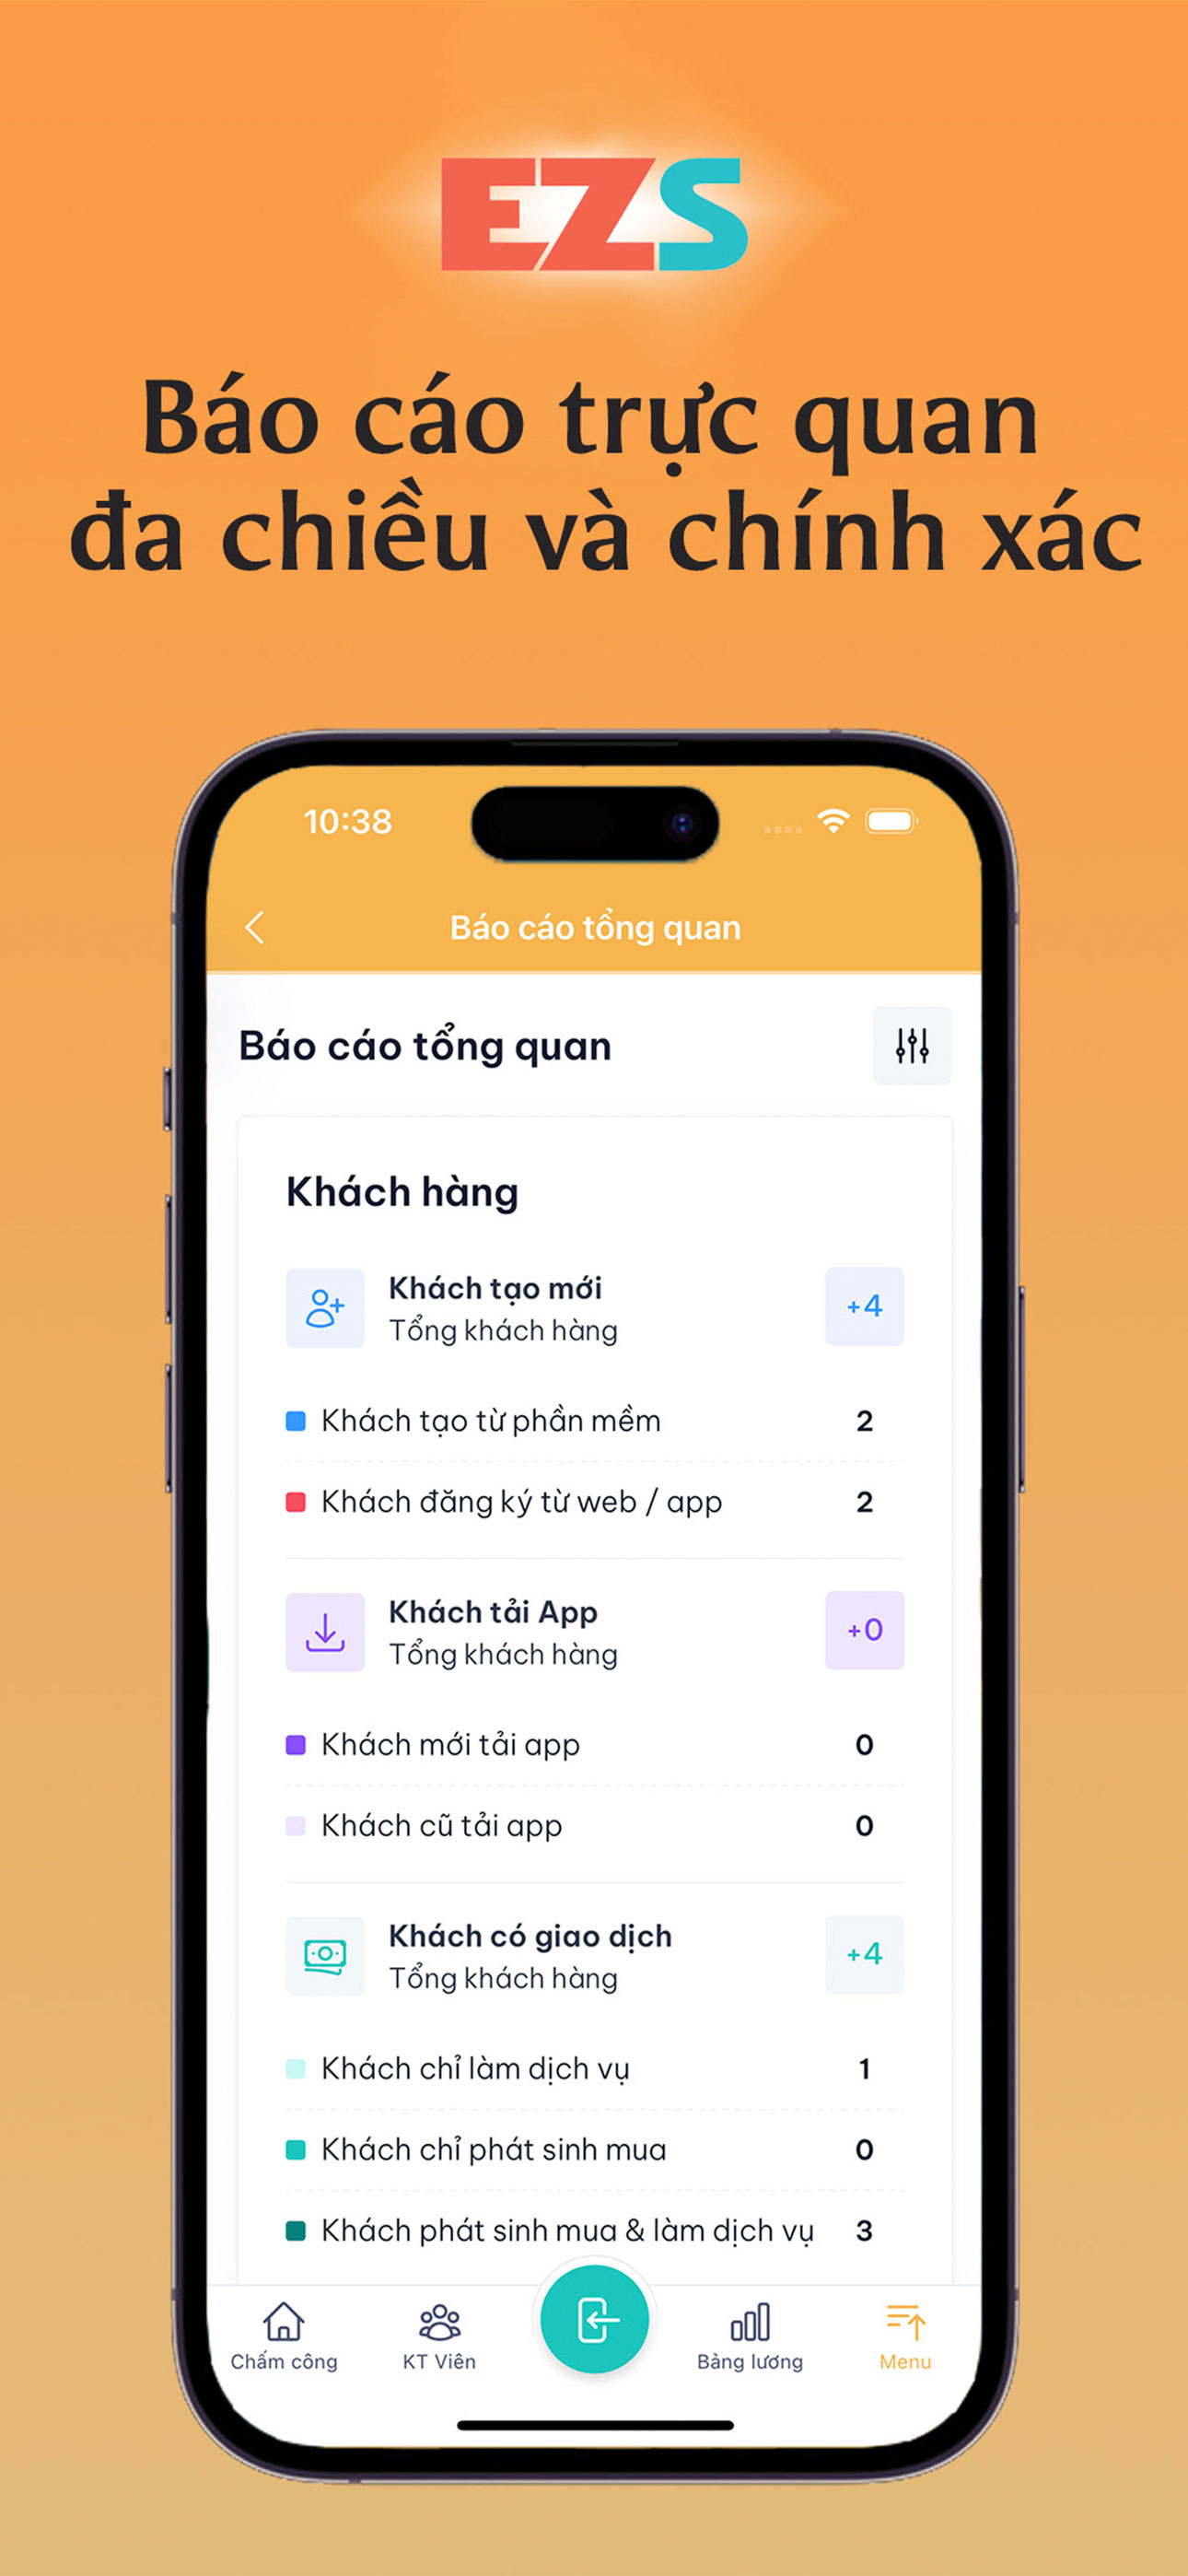 EZS
Báo cáo trực quan
đa chiều và chính xác
10:38
Báo cáo tổng quan
Báo cáo tổng quan
Khách hàng
Khách tạo mới
Tổng khách hàng
+4
Khách tạo từ phần mềm 2
Khách đăng ký từ web / app 2
Khách tải App
Tổng khách hàng
+0
Khách mới tải app 0
Khách cũ tải app 0
Khách có giao dịch
Tổng khách hàng
+4
Khách chỉ làm dịch vụ 1
Khách chỉ phát sinh mua 0
Khách phát sinh mua & làm dịch vụ 3
Chấm công KT Viên Bảng lương Menu